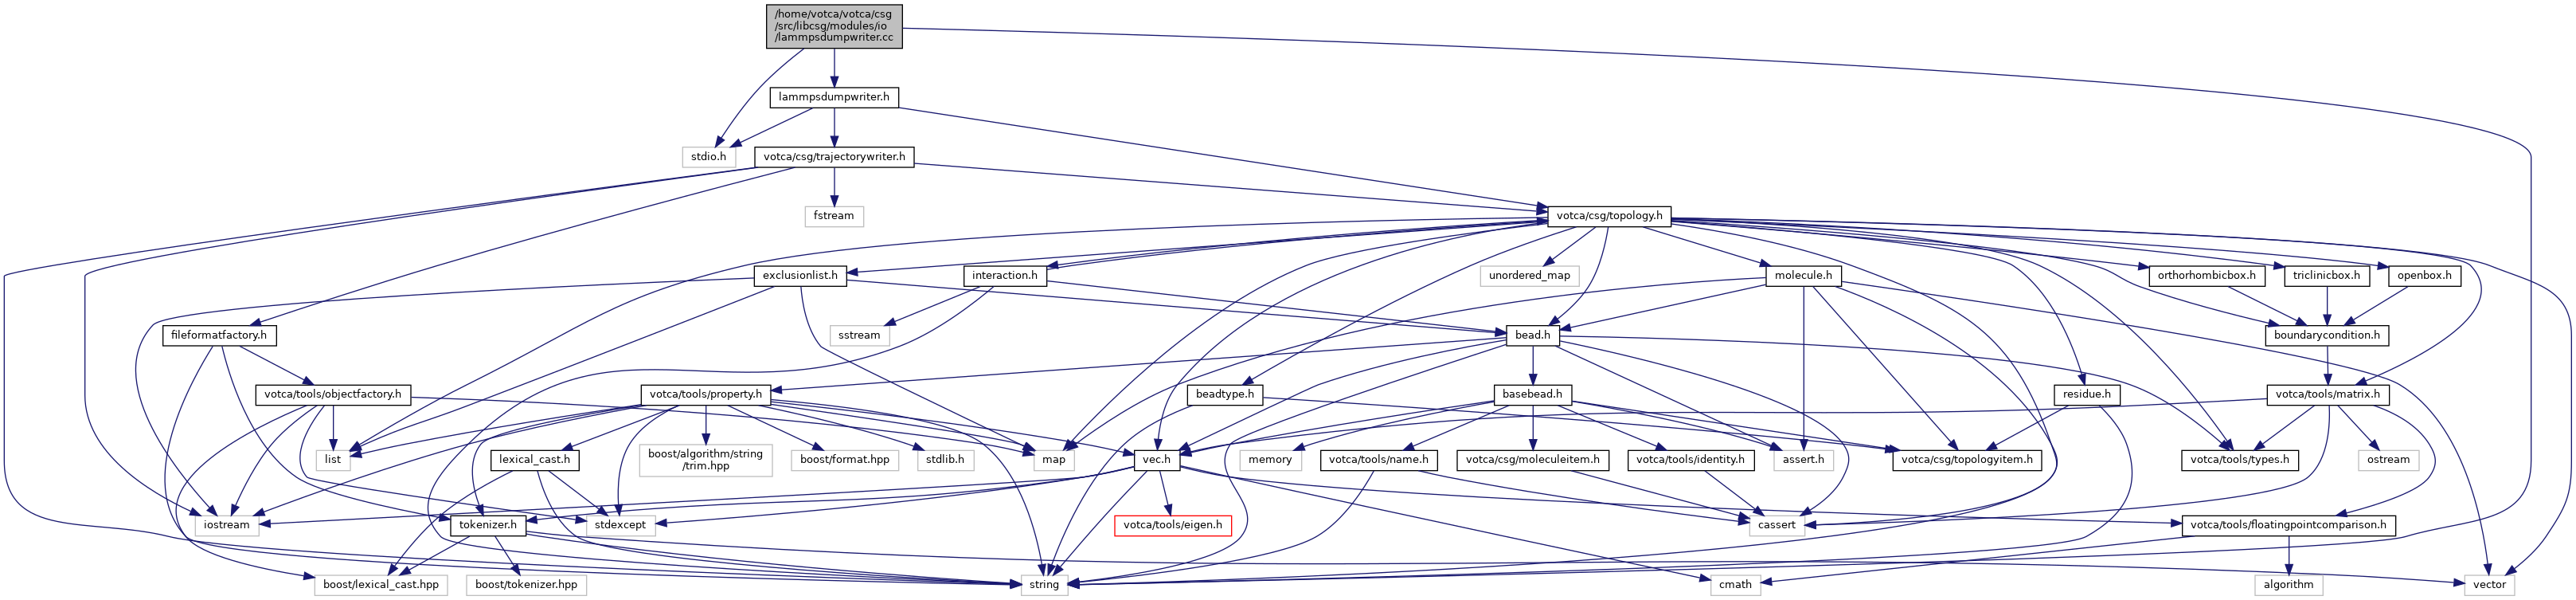 /home/votca/votca/csg
/src/libcsg/modules/io
/lammpsdumpwriter.cc
lammpsdumpwriter.h
stdio.h
votca/csg/trajectorywriter.h
fstream
votca/csg/topology.h
exclusionlist.h
interaction.h
unordered_map
molecule.h
orthorhombicbox.h
triclinicbox.h
openbox.h
fileformatfactory.h
sstream
bead.h
boundarycondition.h
votca/tools/objectfactory.h
votca/tools/property.h
beadtype.h
basebead.h
residue.h
votca/tools/matrix.h
list
lexical_cast.h
boost/algorithm/string
/trim.hpp
boost/format.hpp
stdlib.h
map
vec.h
memory
votca/tools/name.h
votca/csg/moleculeitem.h
votca/tools/identity.h
assert.h
votca/csg/topologyitem.h
votca/tools/types.h
ostream
iostream
tokenizer.h
stdexcept
votca/tools/eigen.h
cassert
votca/tools/floatingpointcomparison.h
boost/lexical_cast.hpp
boost/tokenizer.hpp
string
cmath
algorithm
vector